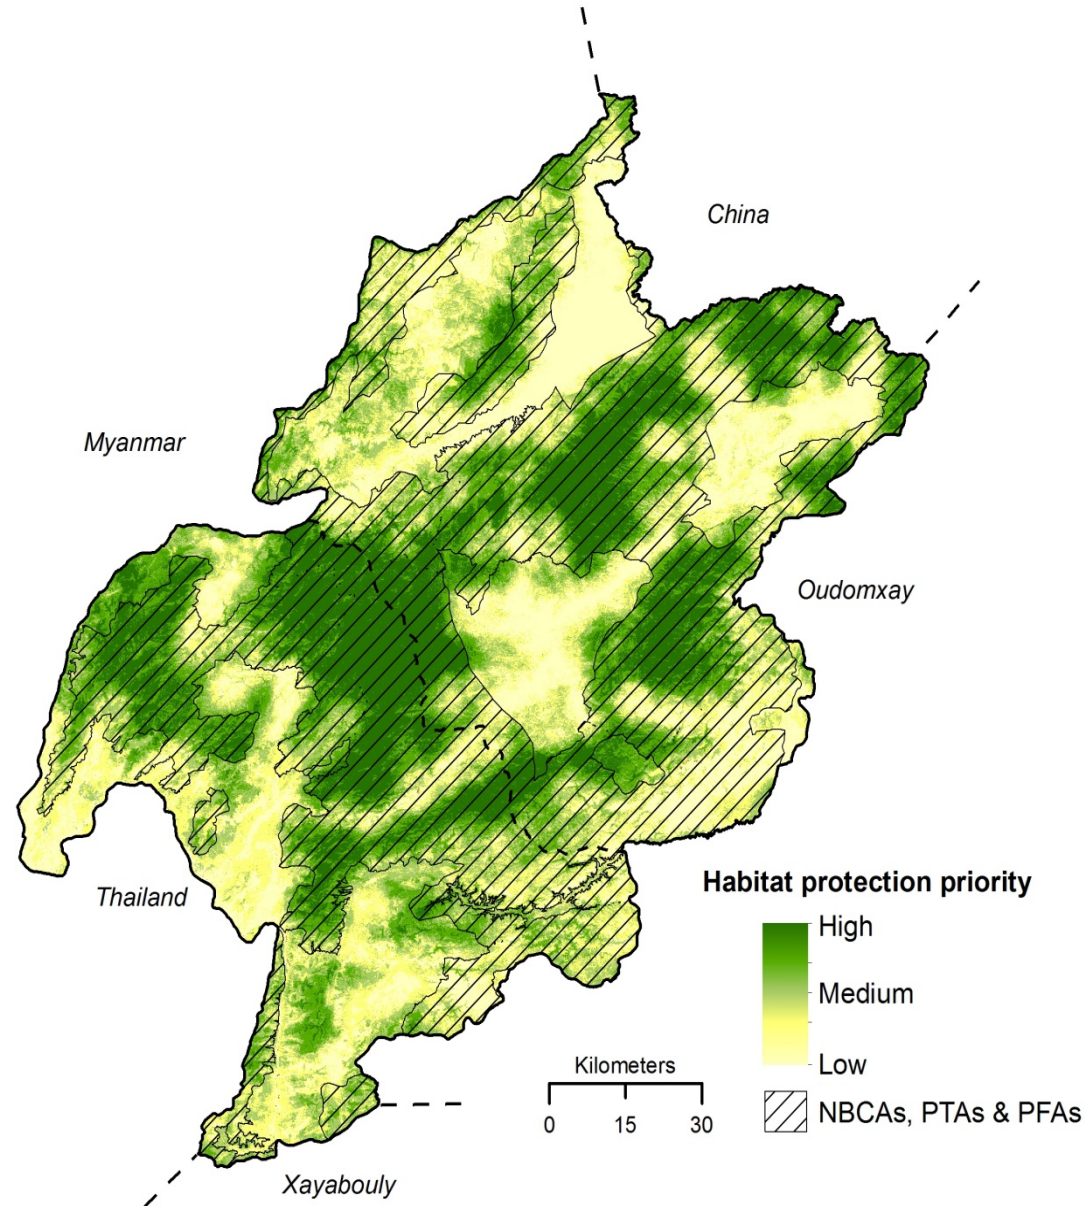 China
Myanmar
Oudomxay
Thailand
Habitat protection priority
High
Medium
Low
Kilometers
0 15 30
NBCAs, PTAs & PFAs
Xayabouly